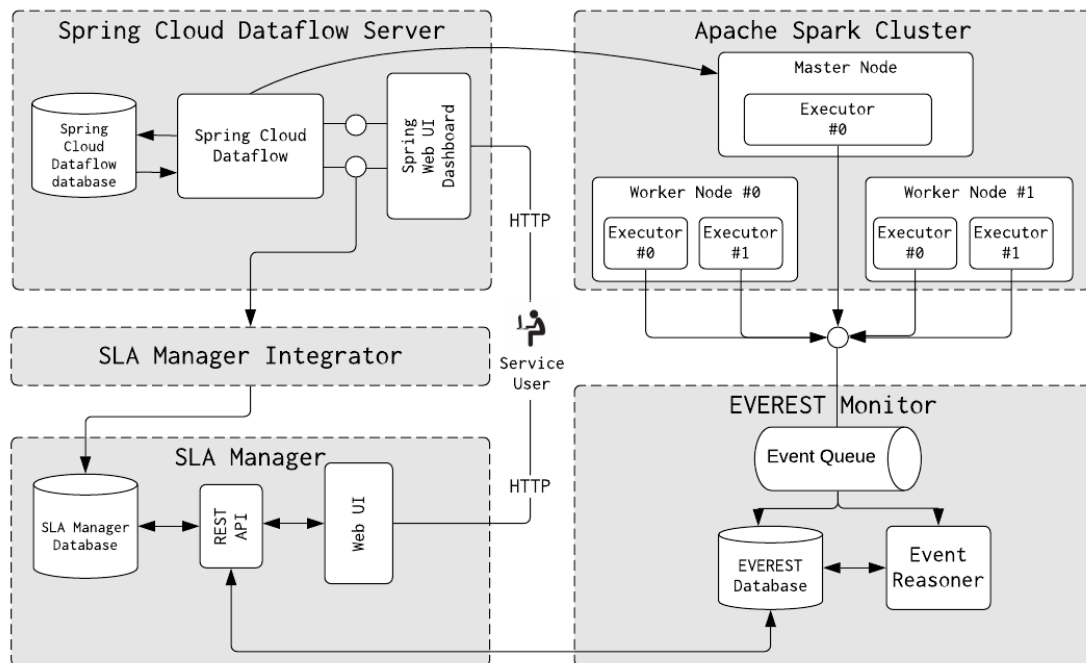 Spring Cloud Dataflow Server
Spring
Cloud
Dataflow
database
Spring Cloud
Dataflow
Spring
Web UI
Dashboard
HTTP
Apache Spark Cluster
Master Node
Executor
#0
Worker Node #0
Executor
#0
Executor
#1
Worker Node #1
Executor
#0
Executor
#1
SLA Manager Integrator
Service
User
SLA Manager
SLA Manager
Database
REST
API
Web UI
HTTP
EVEREST Monitor
Event Queue
EVEREST
Database
Event
Reasoner